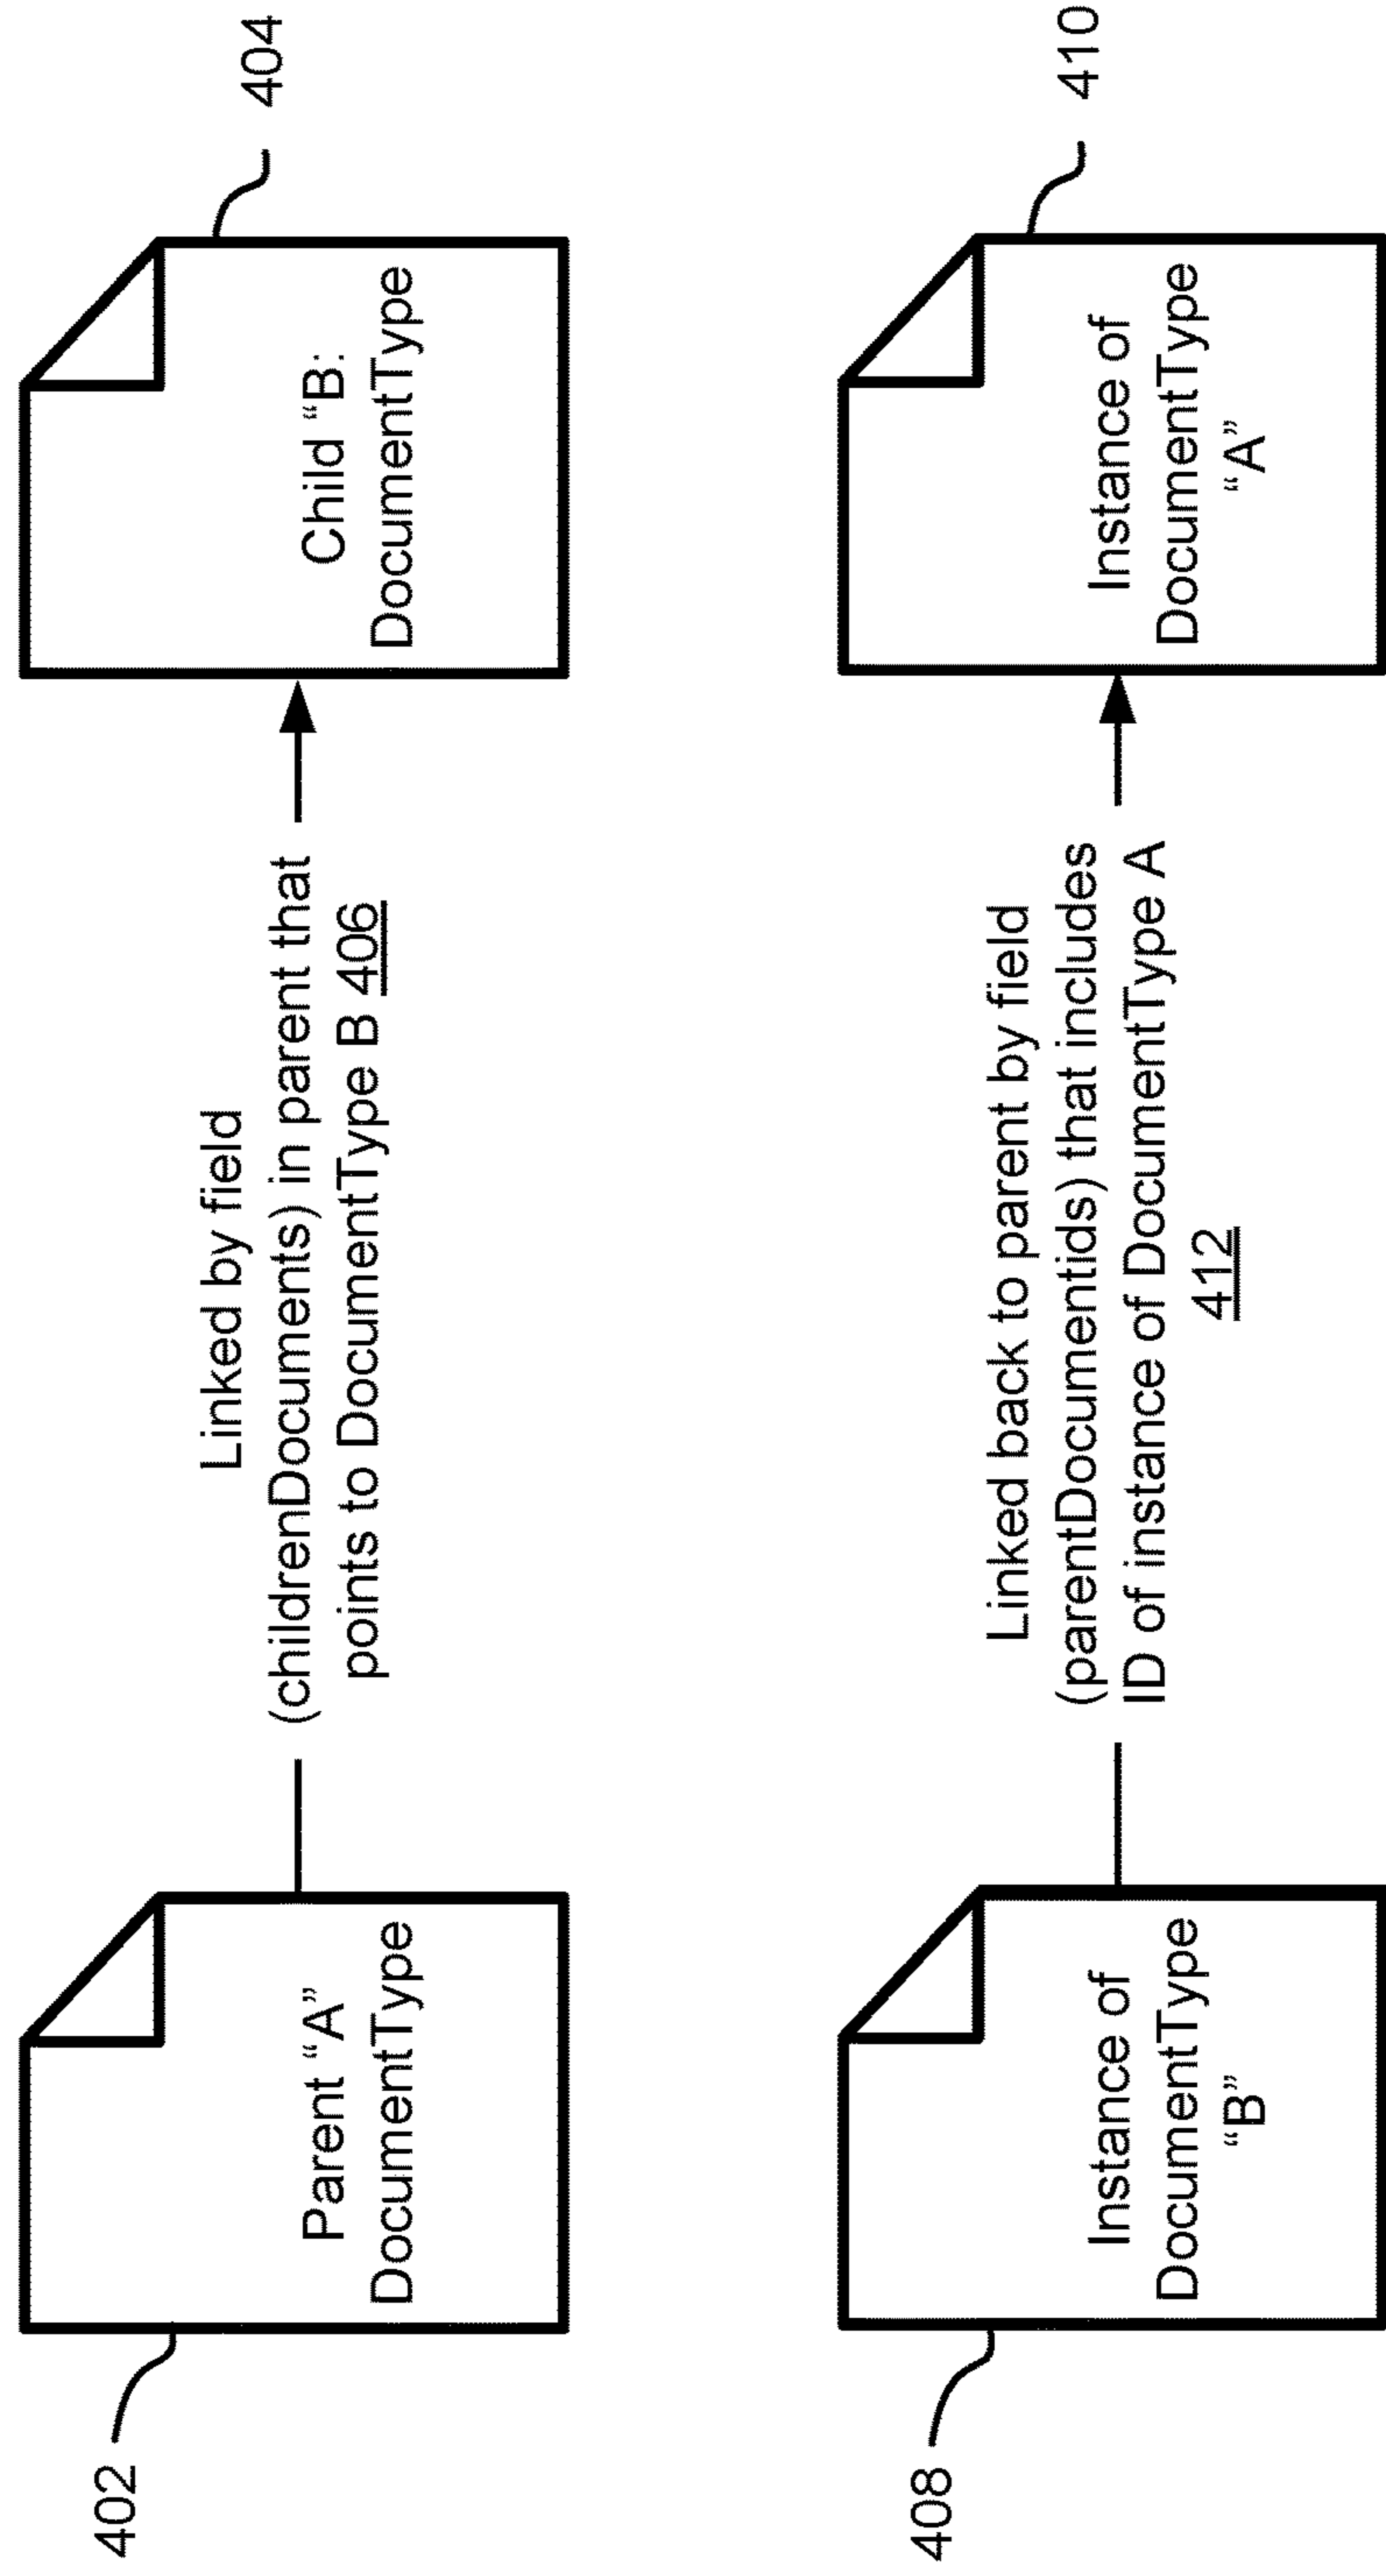 402
Parent “A”
DocumentType
Linked by field
(childrenDocuments) in parent that
points to DocumentType B 406
Child “B:
DocumentType
404
408
Instance of
DocumentType
“B”
Linked back to parent by field
(parentDocumentids) that includes
ID of instance of DocumentType A
412
Instance of
DocumentType
“A”
410